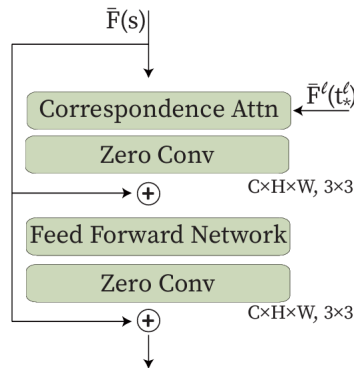 F̄(s)
Correspondence Attn
F̄ˡ(tˡ₎*)
Zero Conv
C×H×W, 3×3
Feed Forward Network
Zero Conv
C×H×W, 3×3